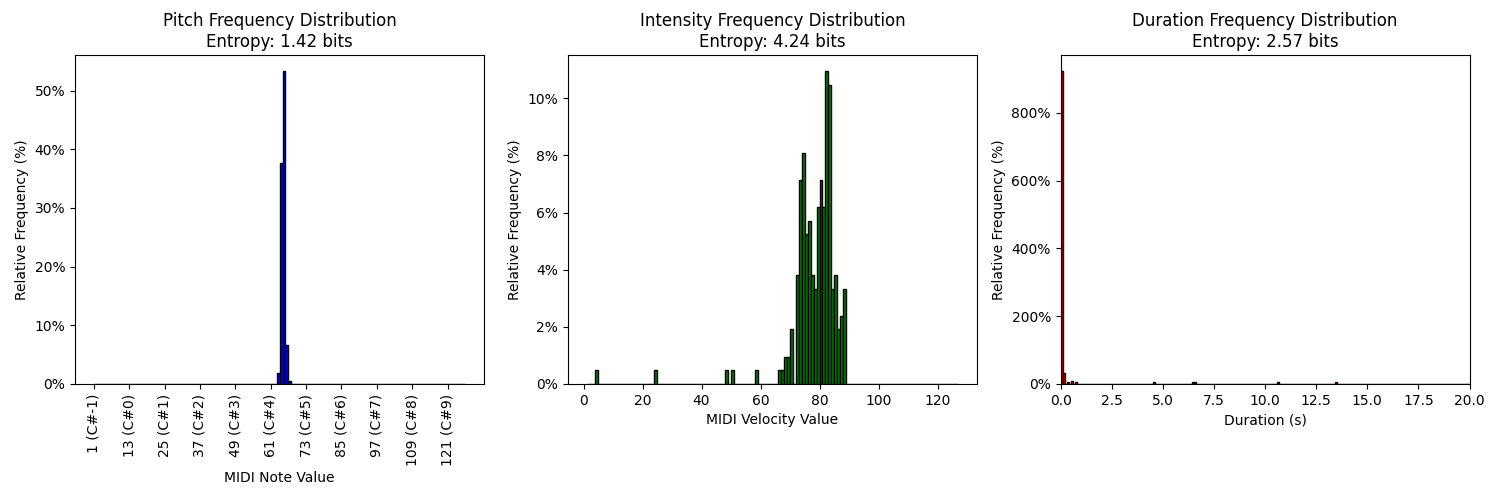 Pitch Frequency Distribution
Entropy: 1.42 bits
Relative Frequency (%)
50%
40%
30%
20%
10%
0%
1 (C#-1)
13 (C#0)
25 (C#1)
37 (C#2)
49 (C#3)
61 (C#4)
73 (C#5)
85 (C#6)
97 (C#7)
109 (C#8)
121 (C#9)
MIDI Note Value
Intensity Frequency Distribution
Entropy: 4.24 bits
Relative Frequency (%)
10%
8%
6%
4%
2%
0%
0
20
40
60
80
100
120
MIDI Velocity Value
Duration Frequency Distribution
Entropy: 2.57 bits
Relative Frequency (%)
800%
600%
400%
200%
0%
0.0
2.5
5.0
7.5
10.0
12.5
15.0
17.5
20.0
Duration (s)